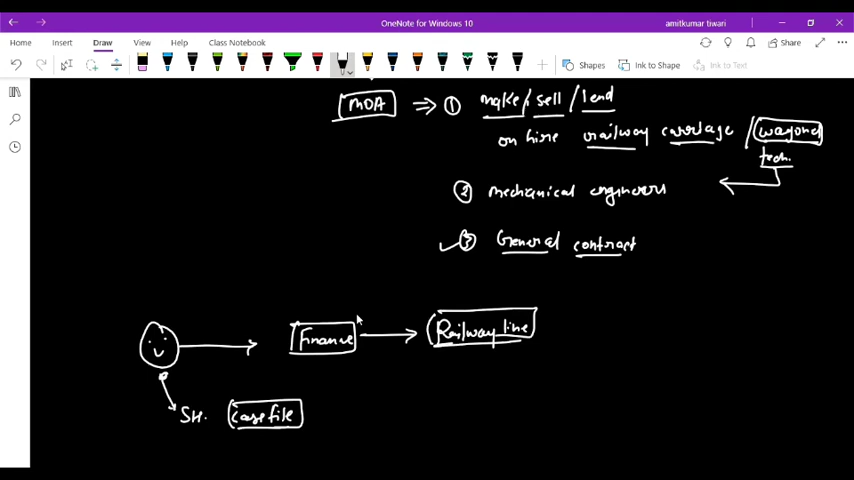 OneNote for Windows 10
amitkumar tiwari
Home Insert Draw View Help Class Notebook
Share
Shapes Ink to Shape Ink to Text
MOA ⇒ ① make / sell / lend
on hire railway carriage / wagons
tech.
② mechanical engineers
③ General contract
Finance → Railway line
SH. case file